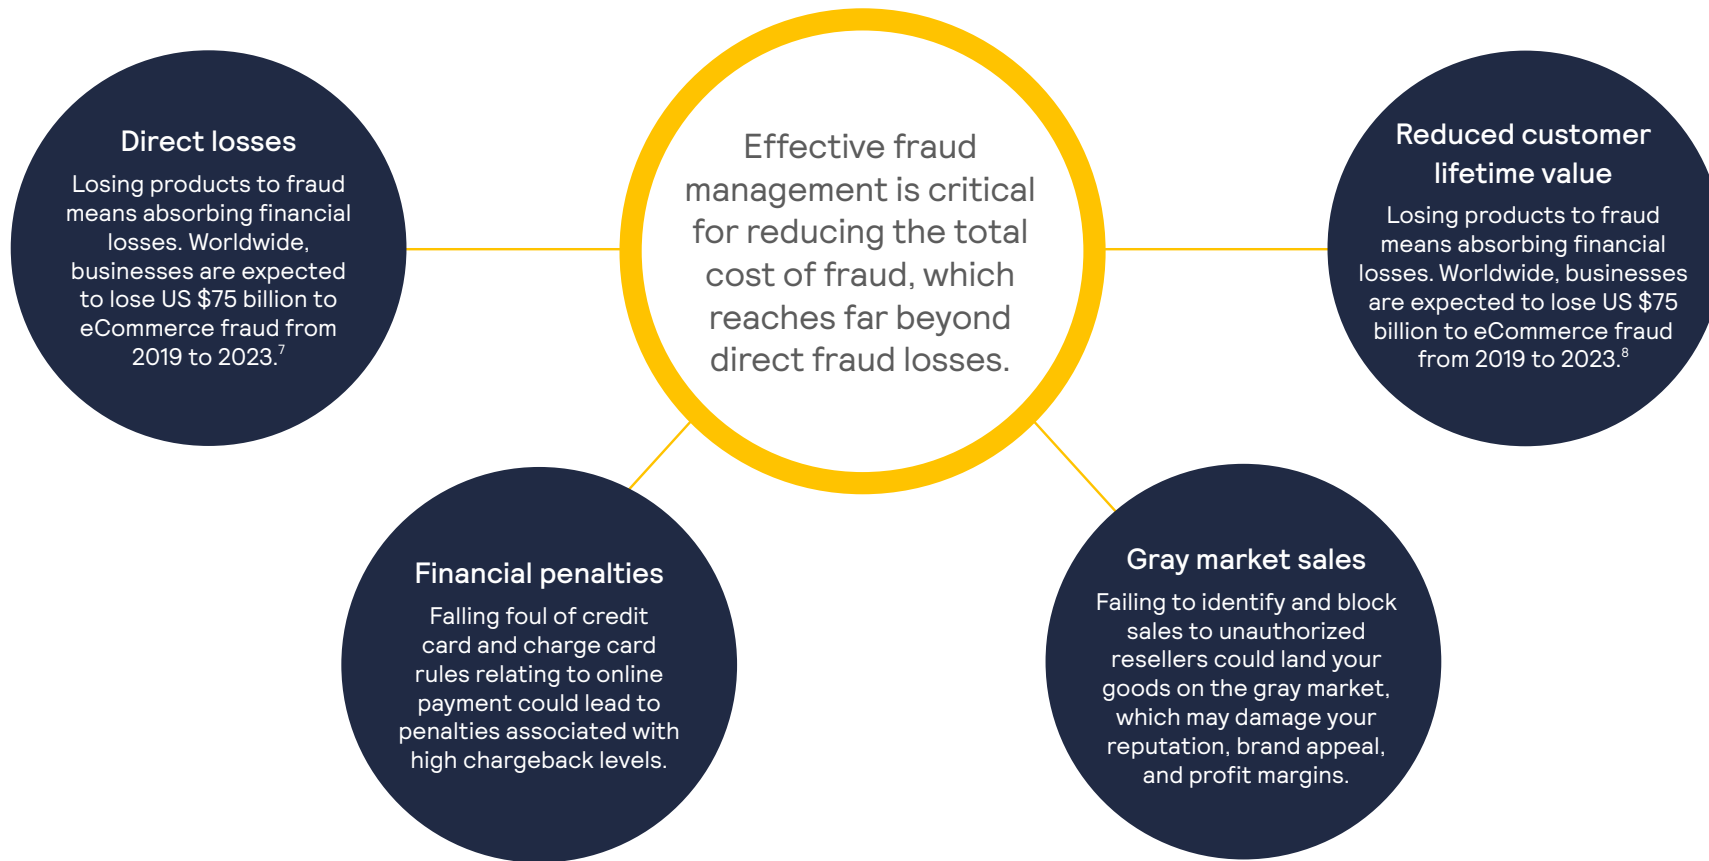 Direct losses
Losing products to fraud
means absorbing financial
losses. Worldwide,
businesses are expected
to lose US $75 billion to
eCommerce fraud from
2019 to 2023.⁷
Effective fraud
management is critical
for reducing the total
cost of fraud, which
reaches far beyond
direct fraud losses.
Reduced customer
lifetime value
Losing products to fraud
means absorbing financial
losses. Worldwide, businesses
are expected to lose US $75
billion to eCommerce fraud
from 2019 to 2023.⁸
Financial penalties
Falling foul of credit
card and charge card
rules relating to online
payment could lead to
penalties associated with
high chargeback levels.
Gray market sales
Failing to identify and block
sales to unauthorized
resellers could land your
goods on the gray market,
which may damage your
reputation, brand appeal,
and profit margins.